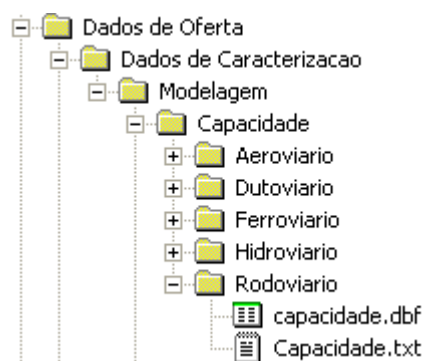 Dados de Oferta
Dados de Caracterizacao
Modelagem
Capacidade
Aeroviario
Dutoviario
Ferroviario
Hidroviario
Rodoviario
capacidade.dbf
Capacidade.txt